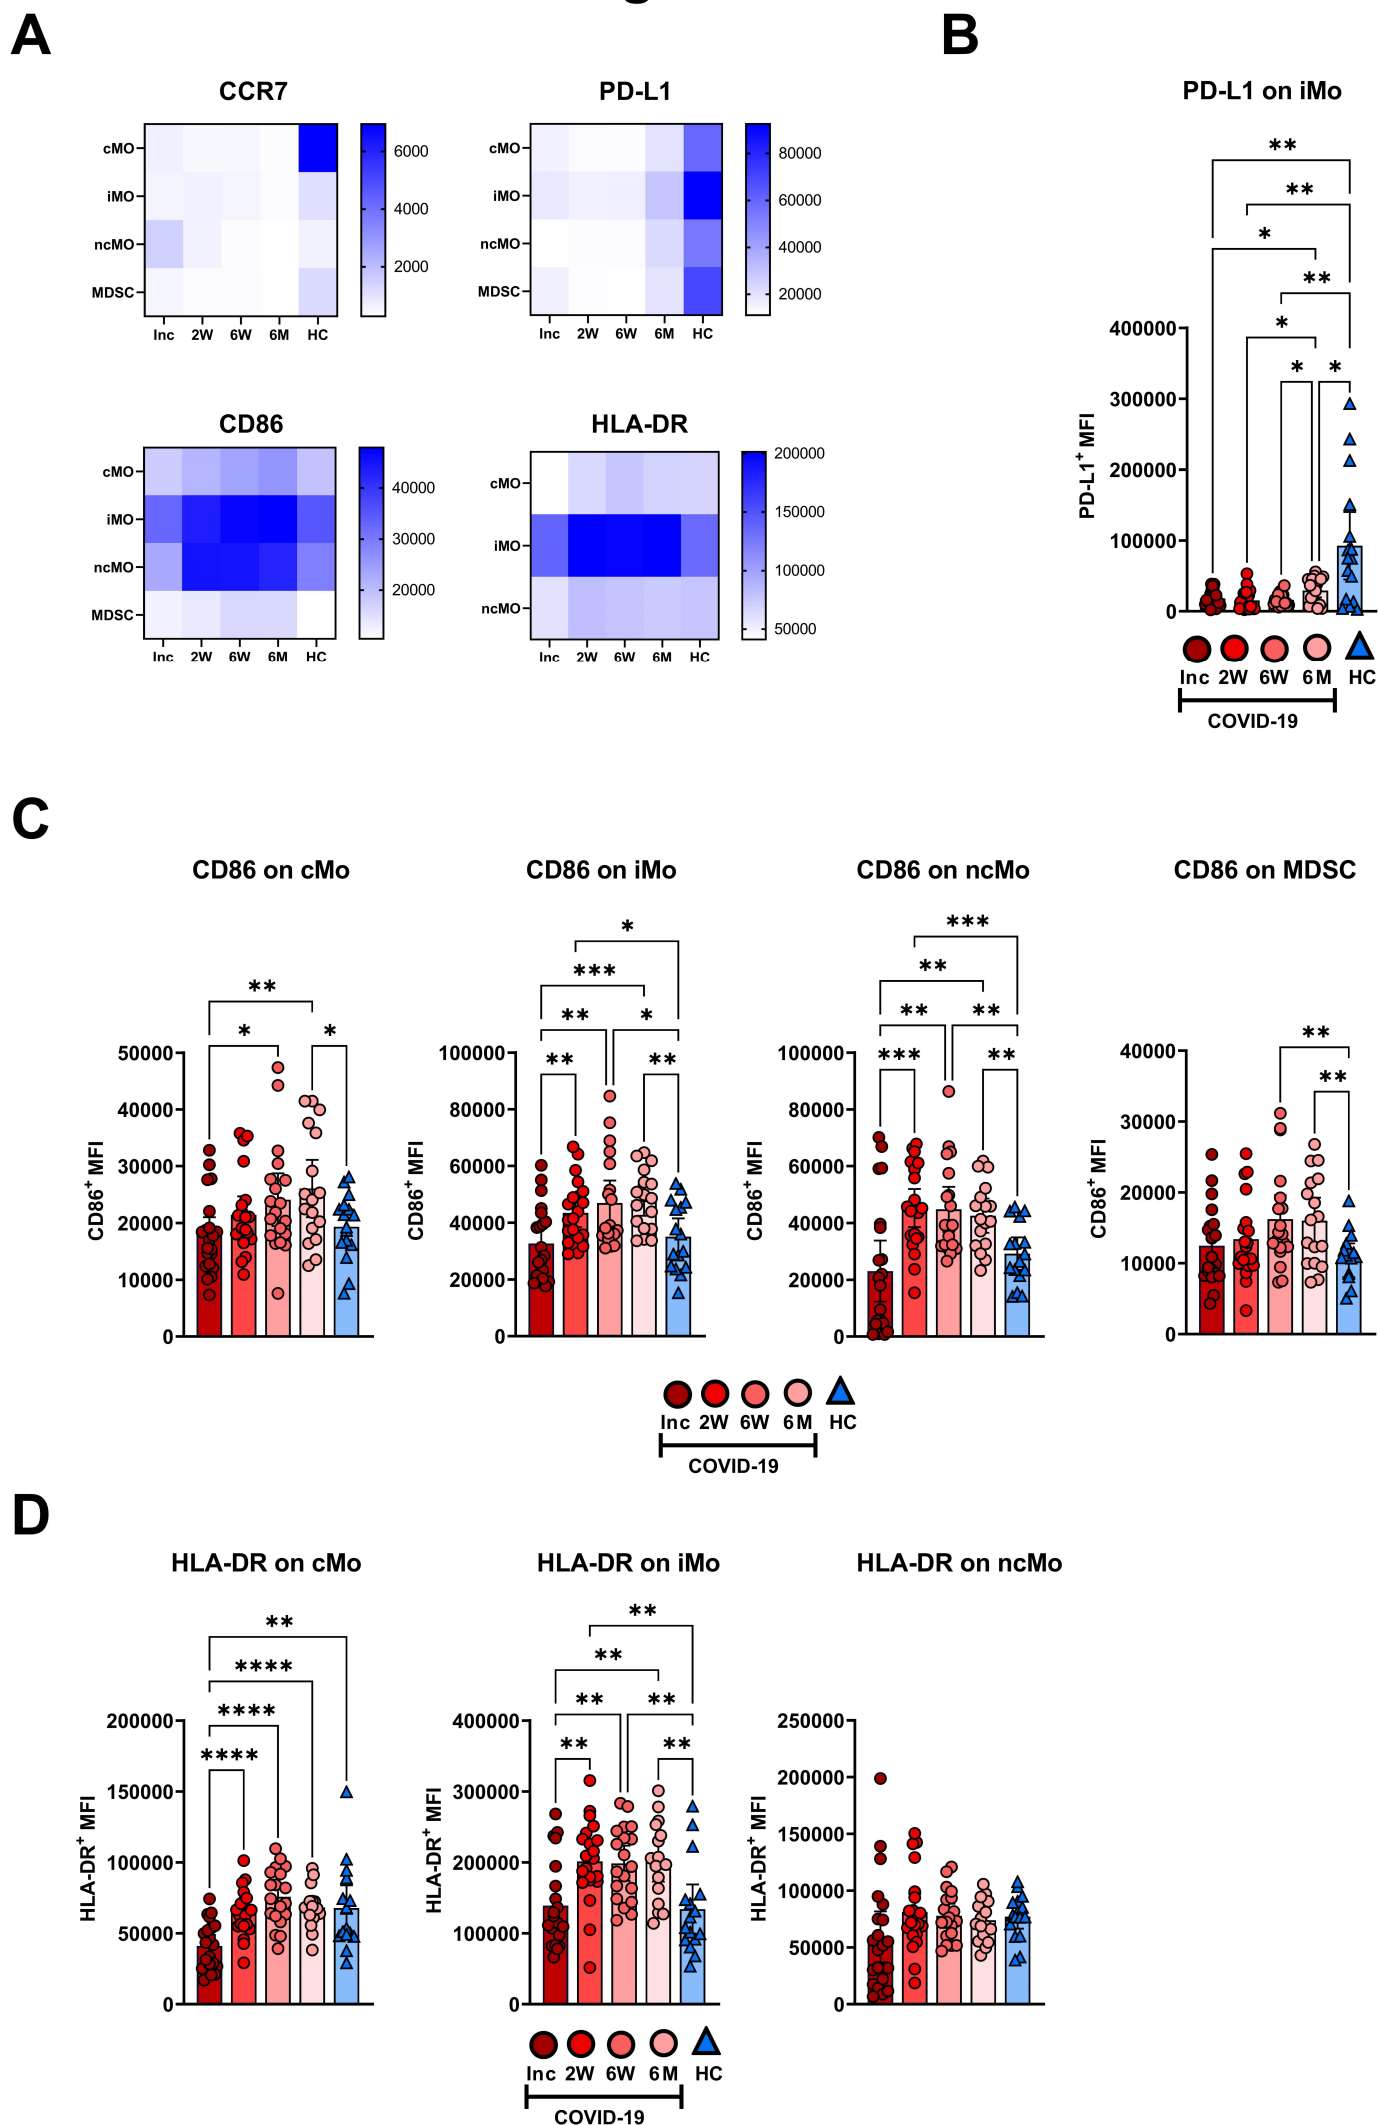 A
B
CCR7
cMO
iMO
ncMO
MDSC
Inc 2W 6W 6M HC
6000
4000
2000
PD-L1
cMO
iMO
ncMO
MDSC
Inc 2W 6W 6M HC
80000
60000
40000
20000
CD86
cMO
iMO
ncMO
MDSC
Inc 2W 6W 6M HC
40000
30000
20000
HLA-DR
cMO
iMO
ncMO
Inc 2W 6W 6M HC
200000
150000
100000
50000
PD-L1 on iMo
**
**
*
**
*
* *
PD-L1+ MFI
400000
300000
200000
100000
0
Inc 2W 6W 6M HC
COVID-19
C
CD86 on cMo
**
* *
CD86+ MFI
50000
40000
30000
20000
10000
0
CD86 on iMo
*
***
** *
** **
CD86+ MFI
100000
80000
60000
40000
20000
0
CD86 on ncMo
***
**
** **
*** **
CD86+ MFI
100000
80000
60000
40000
20000
0
CD86 on MDSC
**
**
CD86+ MFI
40000
30000
20000
10000
0
Inc 2W 6W 6M HC
COVID-19
D
HLA-DR on cMo
**
****
****
****
HLA-DR+ MFI
200000
150000
100000
50000
0
HLA-DR on iMo
**
**
** **
** **
HLA-DR+ MFI
400000
300000
200000
100000
0
HLA-DR on ncMo
HLA-DR+ MFI
250000
200000
150000
100000
50000
0
Inc 2W 6W 6M HC
COVID-19